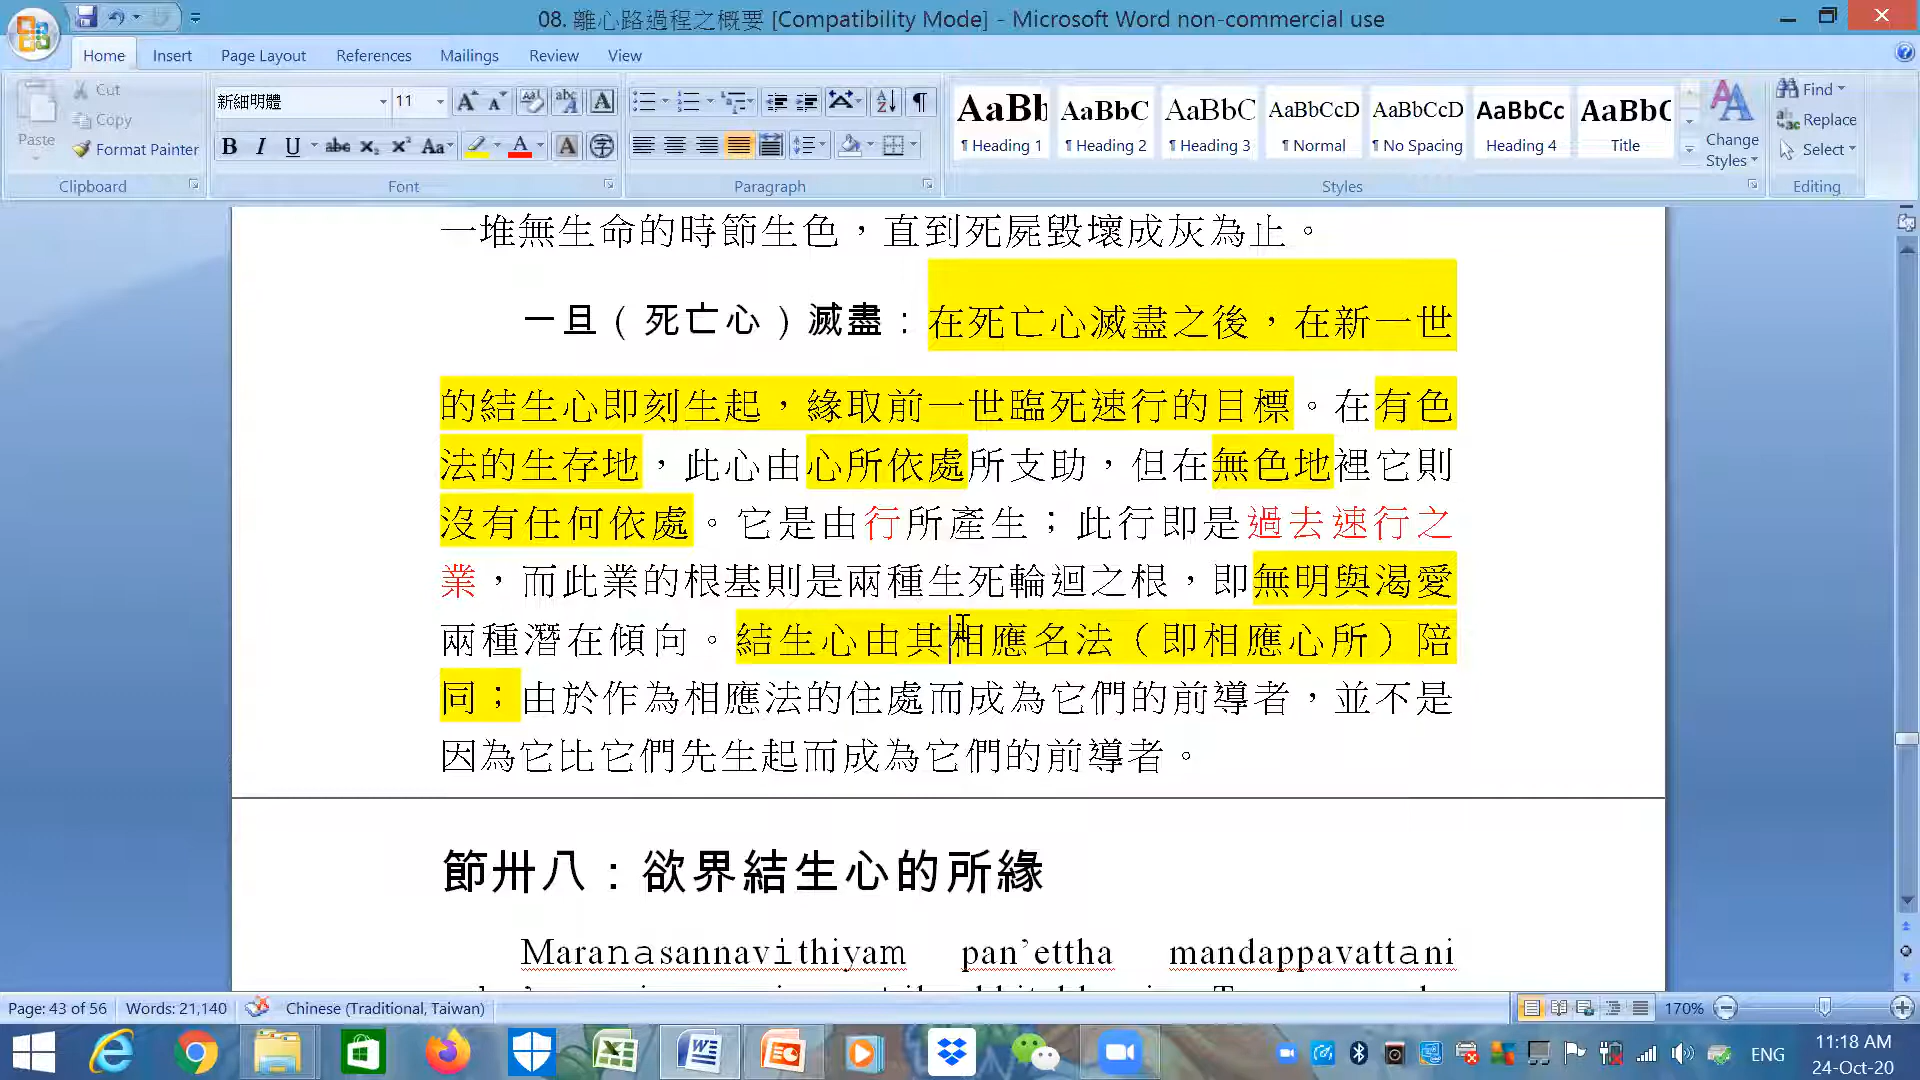 08. 離心路過程之概要 [Compatibility Mode] - Microsoft Word non-commercial use
Home Insert Page Layout References Mailings Review View
Paste
Cut
Copy
Format Painter
Clipboard
新細明體 11
Font
Paragraph
AaBb AaBbC AaBbC AaBbCcD AaBbCcD AaBbCc AaBbC
¶ Heading 1 ¶ Heading 2 ¶ Heading 3 ¶ Normal ¶ No Spacing Heading 4 Title
Styles
Change Styles
Find
Replace
Select
Editing
一堆無生命的時節生色，直到死屍毀壞成灰為止。
一旦（死亡心）滅盡：在死亡心滅盡之後，在新一世
的結生心即刻生起，緣取前一世臨死速行的目標。在有色
法的生存地，此心由心所依處所支助，但在無色地裡它則
沒有任何依處。它是由行所產生；此行即是過去速行之
業，而此業的根基則是兩種生死輪迴之根，即無明與渴愛
兩種潛在傾向。結生心由其相應名法（即相應心所）陪
同；由於作為相應法的住處而成為它們的前導者，並不是
因為它比它們先生起而成為它們的前導者。
節卅八：欲界結生心的所緣
Maranasannavithiyam pan’ettha mandappavattani
Page: 43 of 56 Words: 21,140 Chinese (Traditional, Taiwan) 170%
ENG
11:18 AM
24-Oct-20